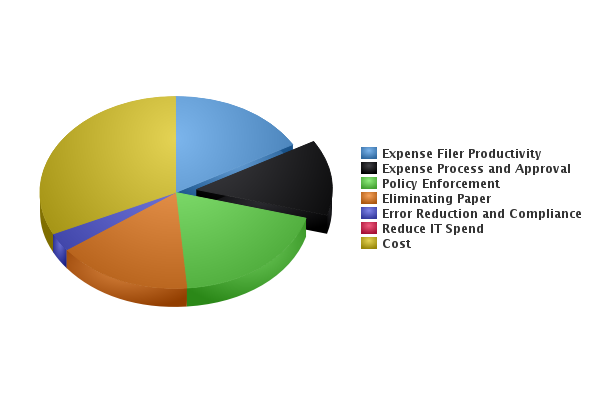 Expense Filer Productivity
Expense Process and Approval
Policy Enforcement
Eliminating Paper
Error Reduction and Compliance
Reduce IT Spend
Cost